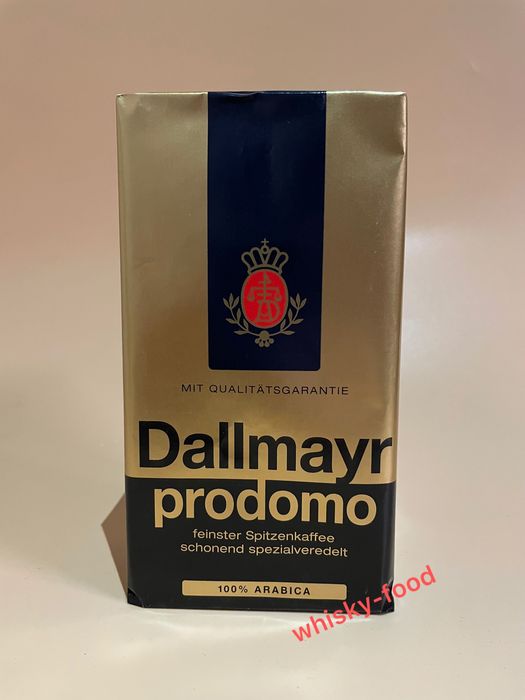 MIT QUALITÄTSGARANTIE
Dallmayr
prodomo
feinster Spitzenkaffee
schonend spezialveredelt
100% ARABICA
whisky-food